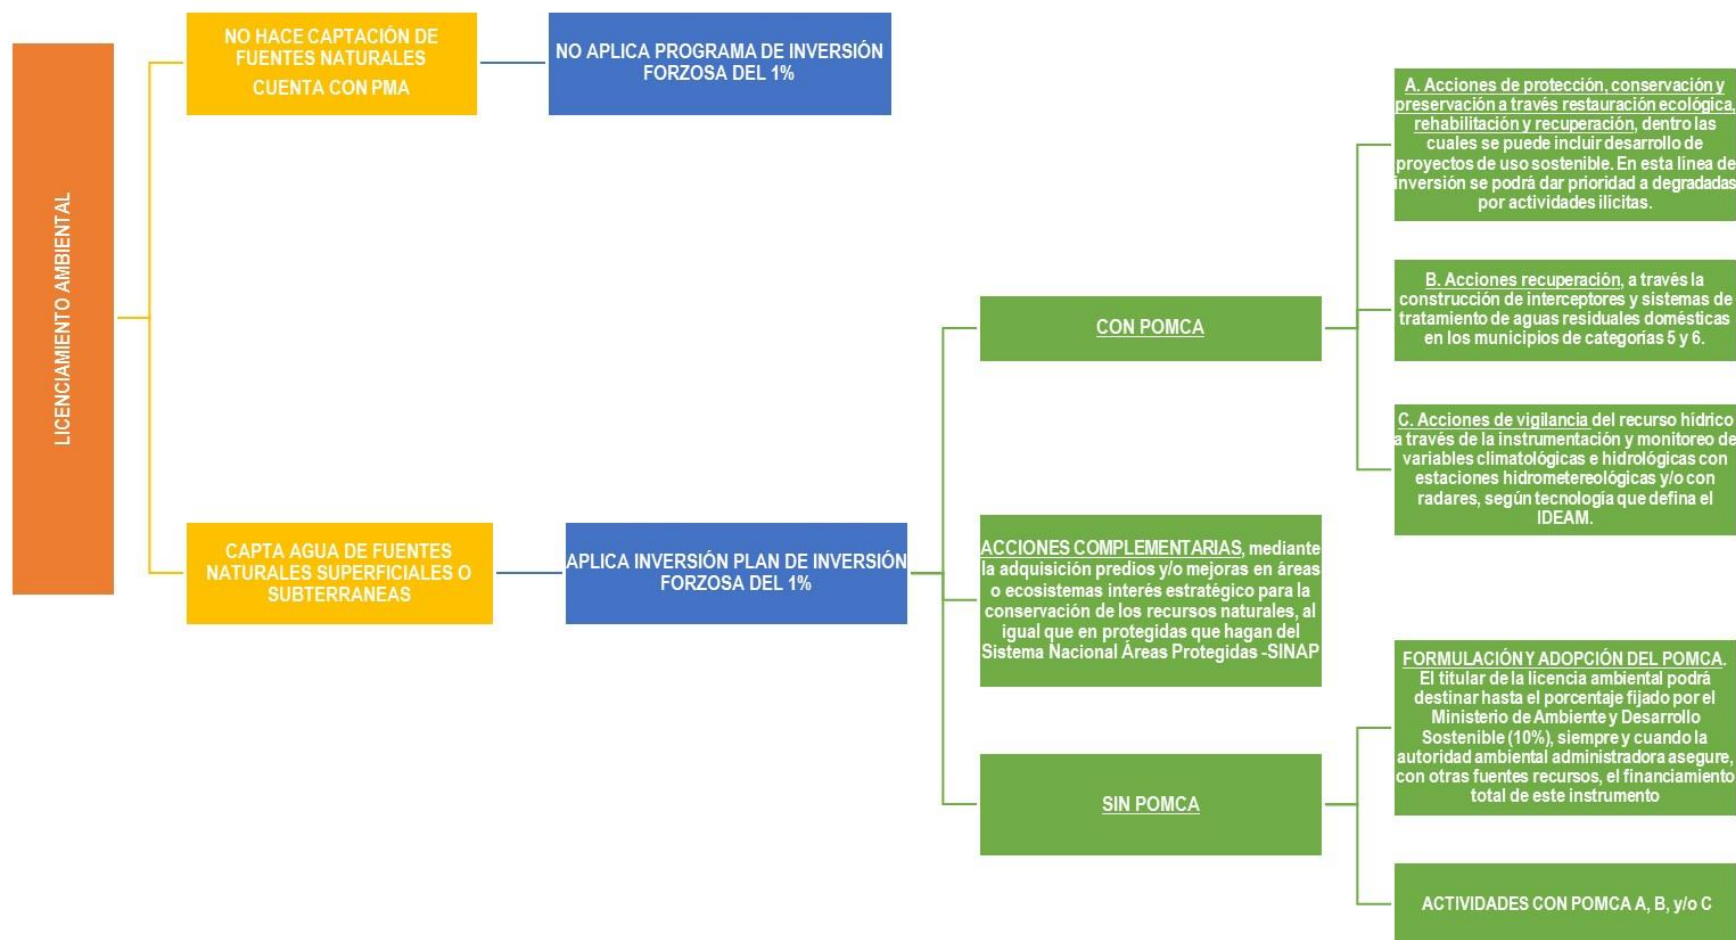 LICENCIAMIENTO AMBIENTAL
NO HACE CAPTACIÓN DE
FUENTES NATURALES
CUENTA CON PMA
NO APLICA PROGRAMA DE INVERSIÓN
FORZOSA DEL 1%
CAPTA AGUA DE FUENTES
NATURALES SUPERFICIALES O
SUBTERRANEAS
APLICA INVERSIÓN PLAN DE INVERSIÓN
FORZOSA DEL 1%
CON POMCA
A. Acciones de protección, conservación y
preservación a través restauración ecológica,
rehabilitación y recuperación, dentro las
cuales se puede incluir desarrollo de
proyectos de uso sostenible. En esta línea de
inversión se podrá dar prioridad a degradadas
por actividades ilícitas.
B. Acciones recuperación, a través la
construcción de interceptores y sistemas de
tratamiento de aguas residuales domésticas
en los municipios de categorías 5 y 6.
C. Acciones de vigilancia del recurso hídrico
a través de la instrumentación y monitoreo de
variables climatológicas e hidrológicas con
estaciones hidrometereológicas y/o con
radares, según tecnología que defina el
IDEAM.
ACCIONES COMPLEMENTARIAS, mediante
la adquisición predios y/o mejoras en áreas
o ecosistemas interés estratégico para la
conservación de los recursos naturales, al
igual que en protegidas que hagan del
Sistema Nacional Áreas Protegidas -SINAP
SIN POMCA
FORMULACIÓN Y ADOPCIÓN DEL POMCA.
El titular de la licencia ambiental podrá
destinar hasta el porcentaje fijado por el
Ministerio de Ambiente y Desarrollo
Sostenible (10%), siempre y cuando la
autoridad ambiental administradora asegure,
con otras fuentes recursos, el financiamiento
total de este instrumento
ACTIVIDADES CON POMCA A, B, y/o C